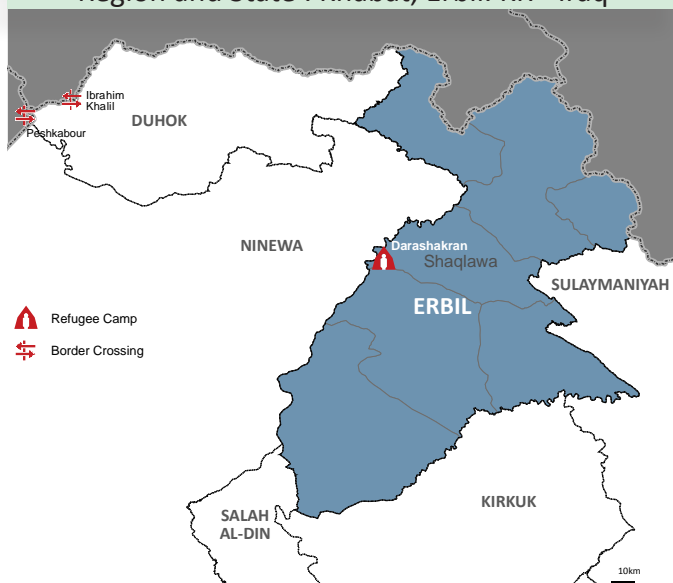 Ibrahim
Khalil
Peshkabour
DUHOK
NINEWA
Darashakran
Shaqlawa
SULAYMANIYAH
ERBIL
Refugee Camp
Border Crossing
KIRKUK
SALAH
AL-DIN
10km